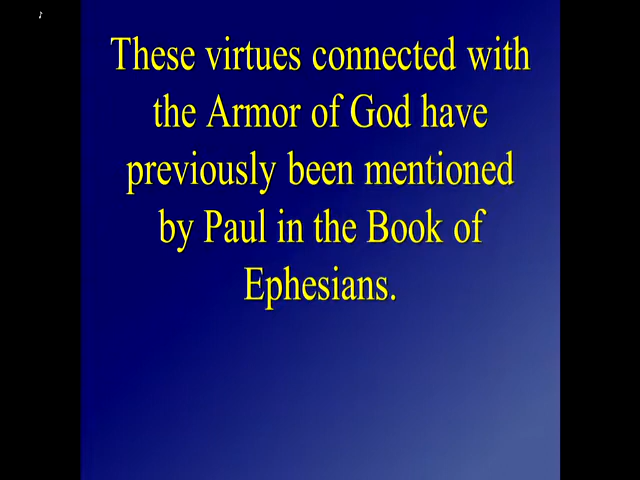 These virtues connected with
the Armor of God have
previously been mentioned
by Paul in the Book of
Ephesians.